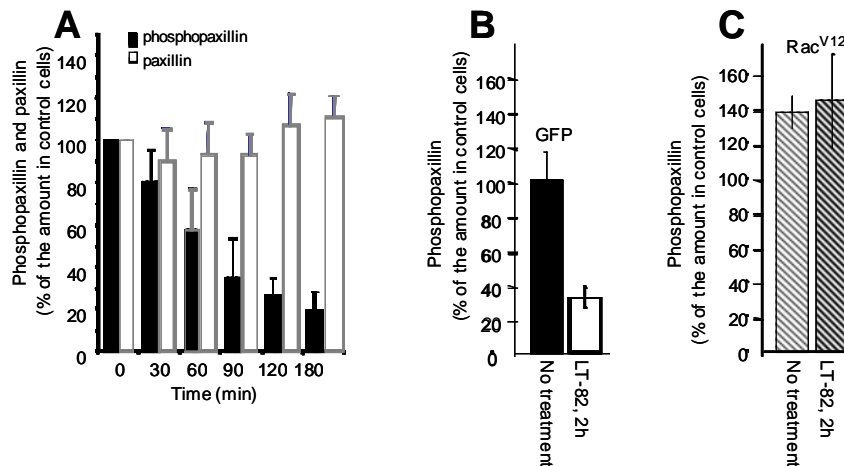 A
phosphopaxillin
paxillin
Phosphopaxillin and paxillin
(% of the amount in control cells)
140
120
100
80
60
40
20
0
0 30 60 90 120 180
Time (min)
B
Phosphopaxillin
(% of the amount in control cells)
160
140
120
100
80
60
40
20
0
GFP
No treatment
LT-82, 2h
C
Phosphopaxillin
(% of the amount in control cells)
160
140
120
100
80
60
40
20
0
RacV12
No treatment
LT-82, 2h